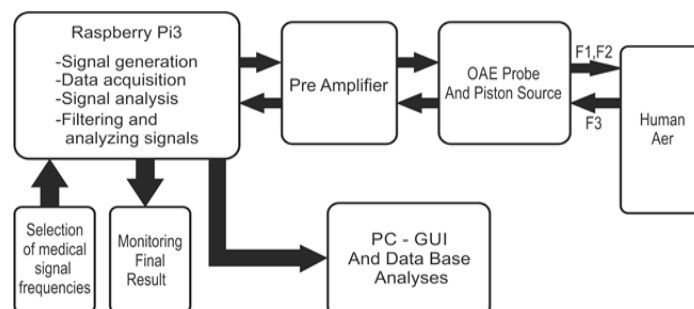 Raspberry Pi3
-Signal generation
-Data acquisition
-Signal analysis
-Filtering and
analyzing signals
Pre Amplifier
OAE Probe
And Piston Source
F1,F2
F3
Human
Aer
Selection
of medical
signal
frequencies
Monitoring
Final
Result
PC - GUI
And Data Base
Analyses